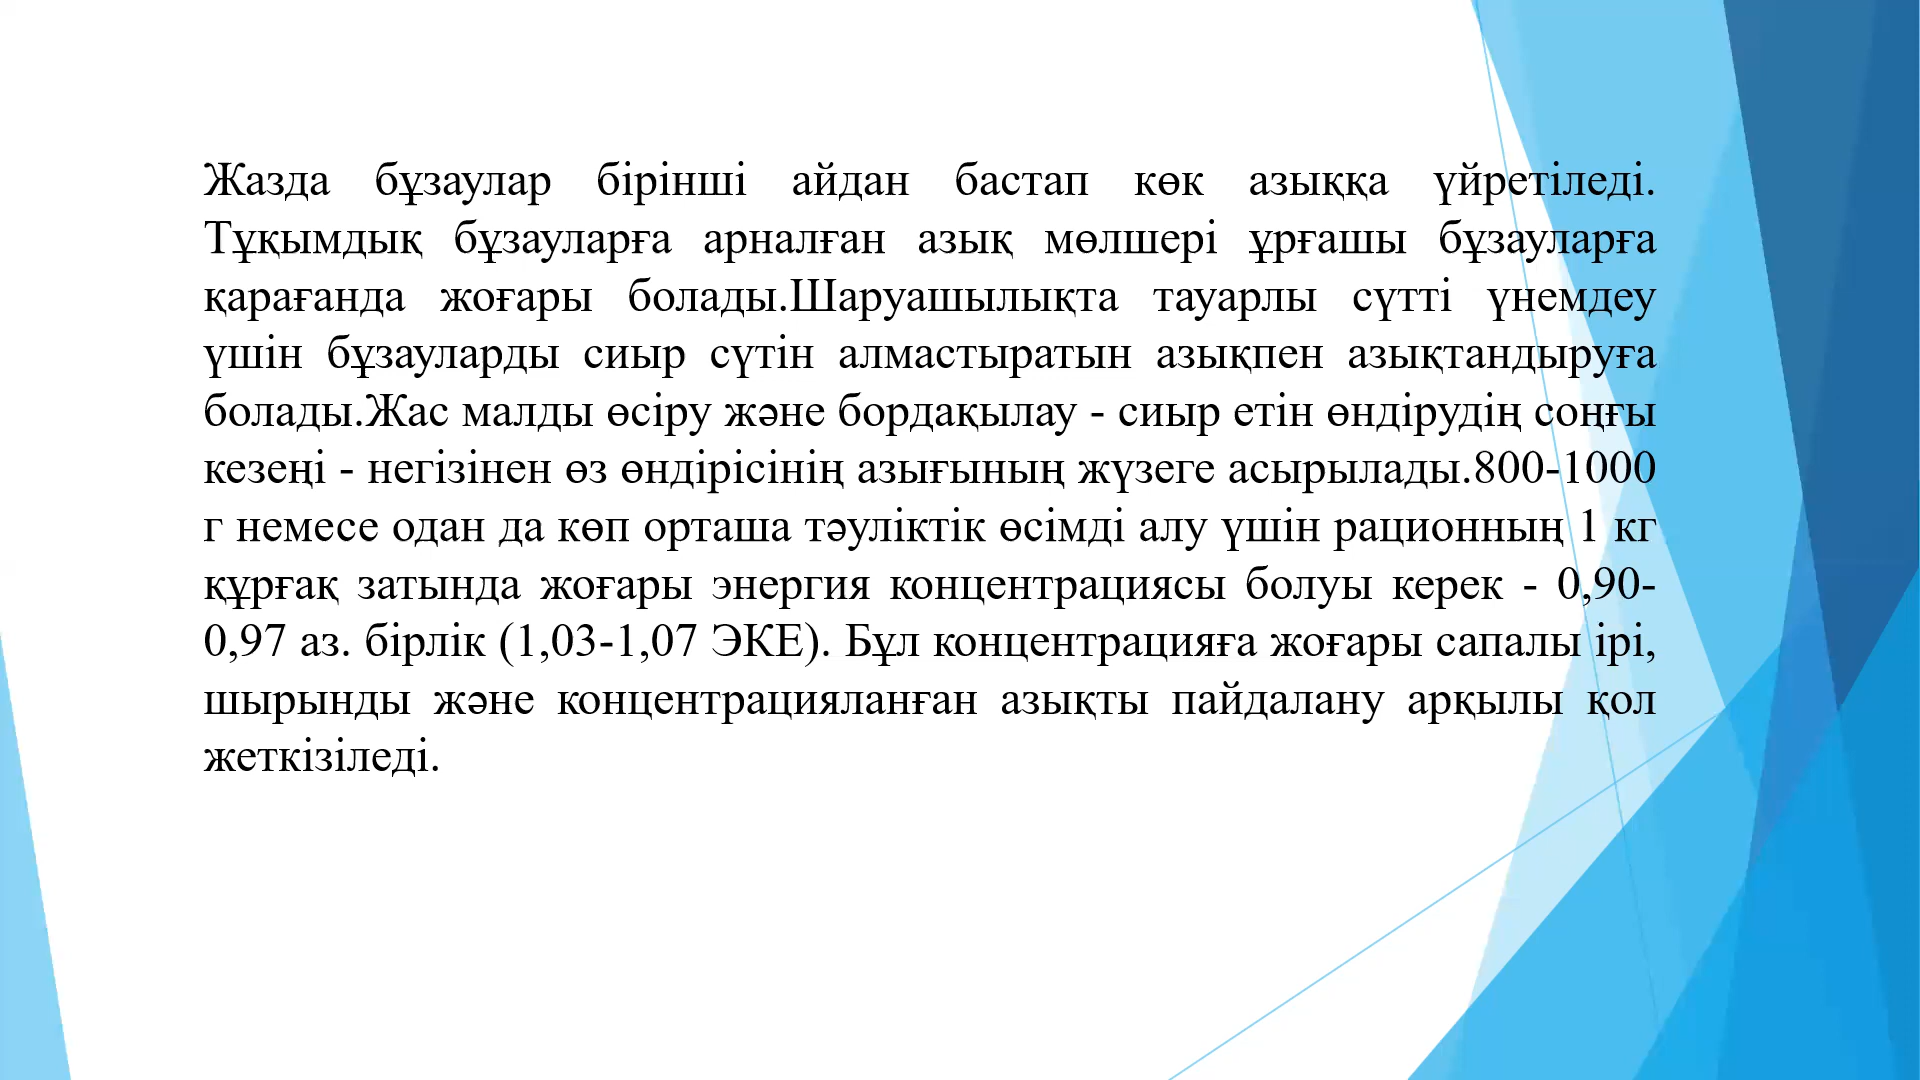 Жазда бұзаулар бірінші айдан бастап көк азыққа үйретіледі.
Тұқымдық бұзауларға арналған азық мөлшері ұрғашы бұзауларға
қарағанда жоғары болады.Шаруашылықта тауарлы сүтті үнемдеу
үшін бұзауларды сиыр сүтін алмастыратын азықпен азықтандыруға
болады.Жас малды өсіру және бордақылау - сиыр етін өндірудің соңғы
кезеңі - негізінен өз өндірісінің азығының жүзеге асырылады.800-1000
г немесе одан да көп орташа тәуліктік өсімді алу үшін рационның 1 кг
құрғақ затында жоғары энергия концентрациясы болуы керек - 0,90-
0,97 аз. бірлік (1,03-1,07 ЭКЕ). Бұл концентрацияға жоғары сапалы ірі,
шырынды және концентрацияланған азықты пайдалану арқылы қол
жеткізіледі.